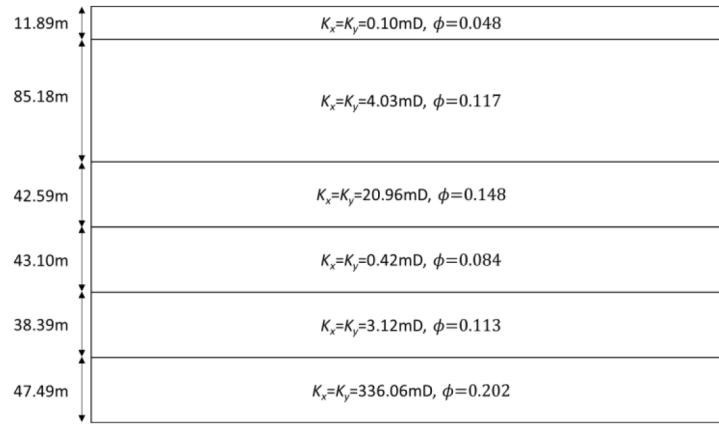 11.89m Kx=Ky=0.10mD, ϕ=0.048
85.18m Kx=Ky=4.03mD, ϕ=0.117
42.59m Kx=Ky=20.96mD, ϕ=0.148
43.10m Kx=Ky=0.42mD, ϕ=0.084
38.39m Kx=Ky=3.12mD, ϕ=0.113
47.49m Kx=Ky=336.06mD, ϕ=0.202